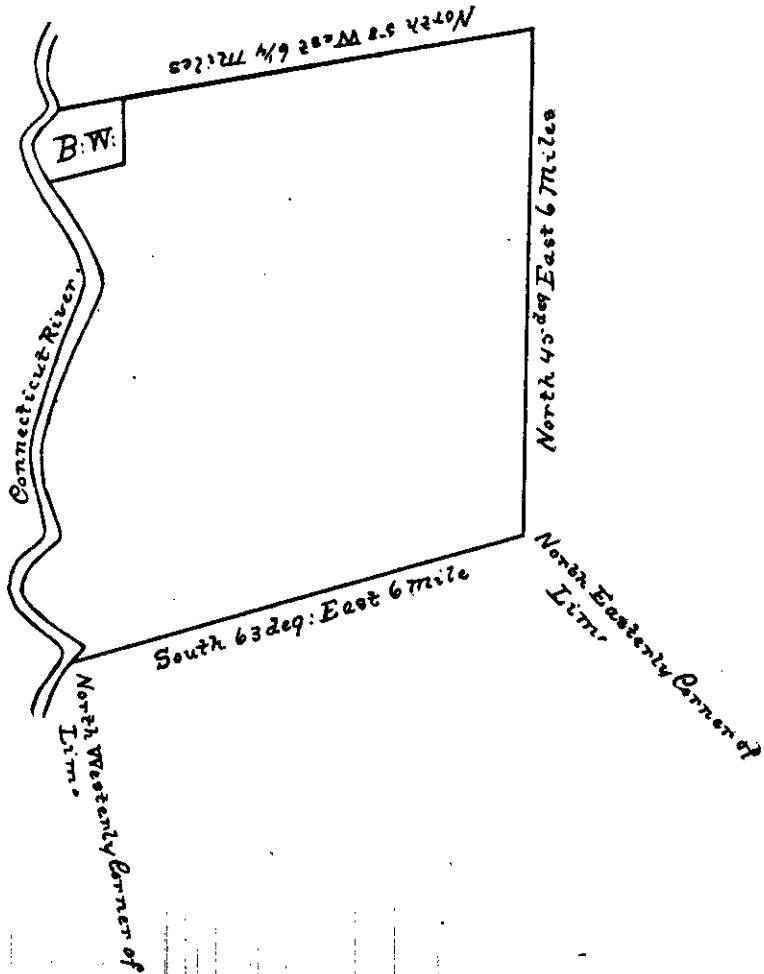 North 58 West 6¼ Miles
B:W:
Connecticut River.
North 45 deg East 6 Miles
South 63 deg: East 6 Mile
North Easterly Corner of
Lim.
North Westerly Corner of
Lim.